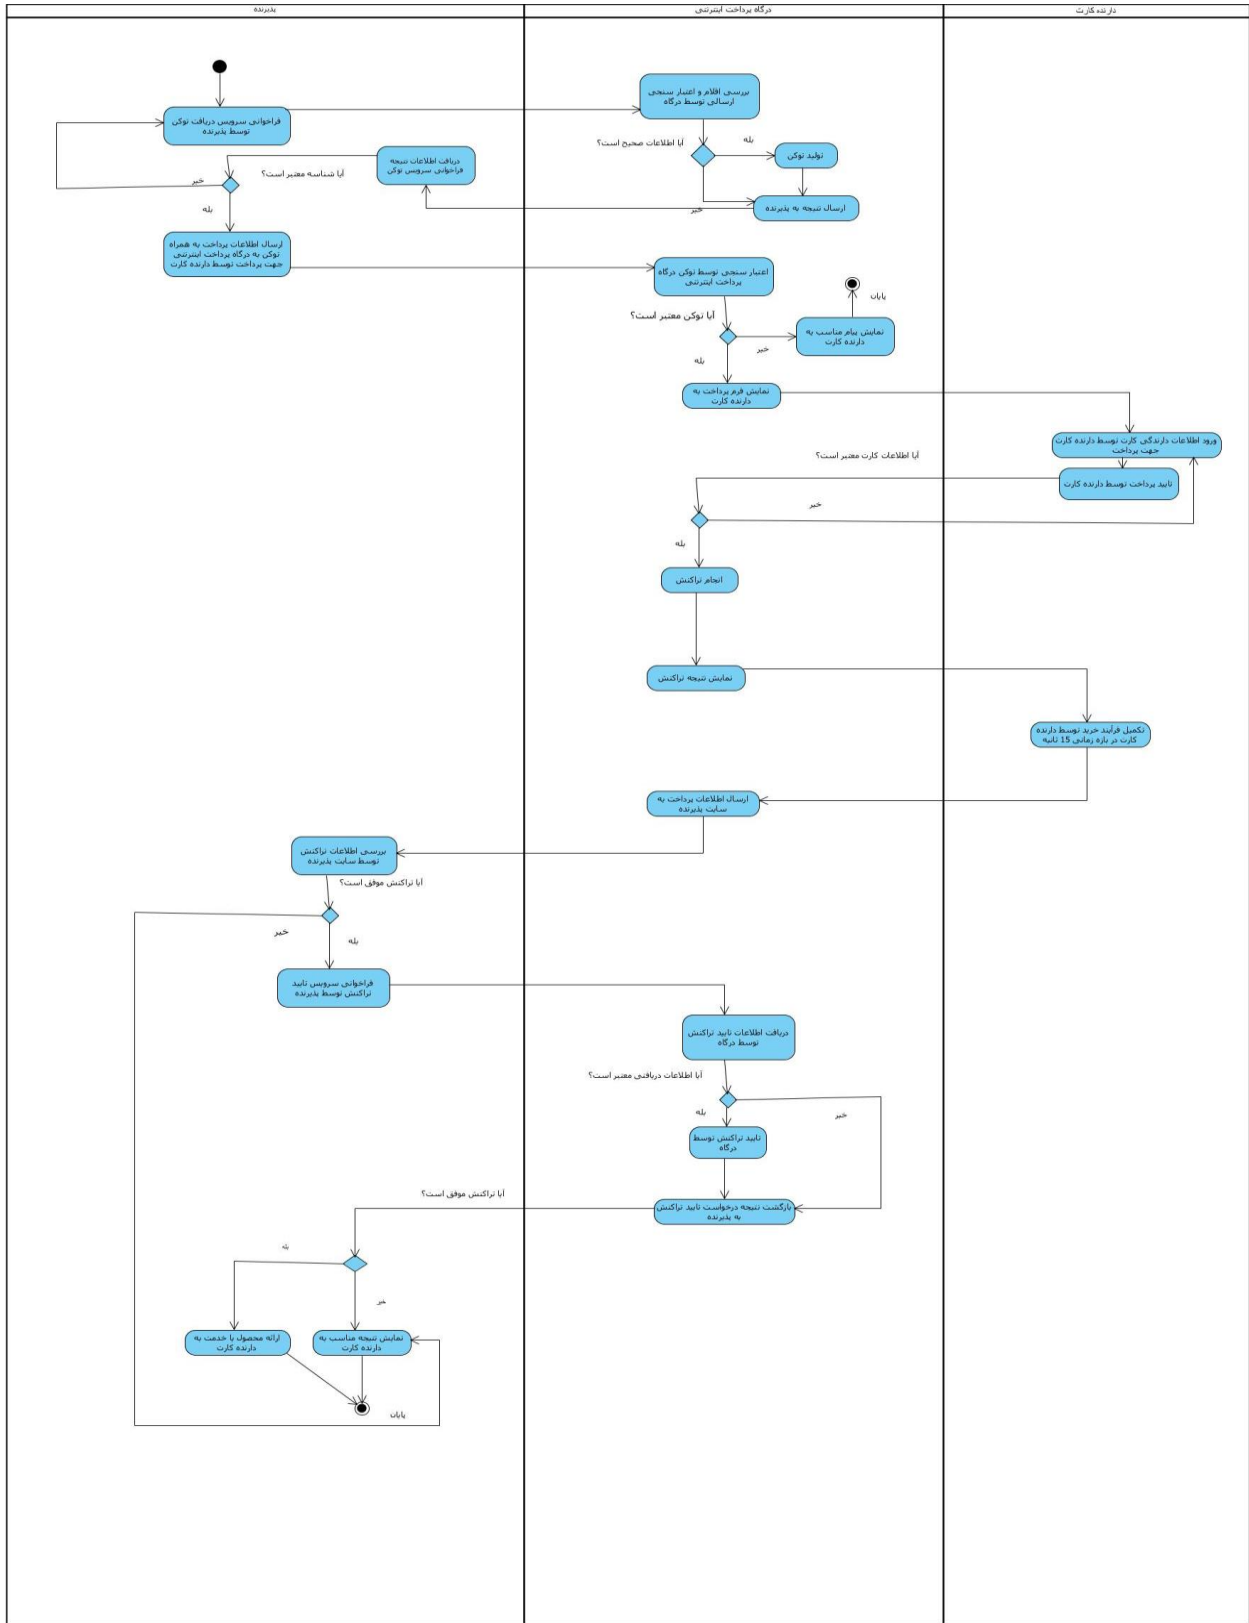 دارنده کارت
درگاه پرداخت اینترنتی
پذیرنده
بررسی اقلام و اعتبار سنجی
ارسالی توسط درگاه
فراخوانی سرویس دریافت توکن
توسط پذیرنده
آیا اطلاعات صحیح است؟
بله
تولید توکن
خیر
ارسال نتیجه به پذیرنده
دریافت اطلاعات نتیجه
فراخوانی سرویس توکن
آیا شناسه معتبر است؟
خیر
بله
ارسال اطلاعات پرداخت به همراه
توکن به درگاه پرداخت اینترنتی
جهت پرداخت توسط دارنده کارت
اعتبار سنجی توسط توکن درگاه
پرداخت اینترنتی
آیا توکن معتبر است؟
پایان
نمایش پیام مناسب به
دارنده کارت
خیر
بله
نمایش فرم پرداخت به
دارنده کارت
ورود اطلاعات دارندگی کارت توسط دارنده کارت
جهت پرداخت
تایید پرداخت توسط دارنده کارت
آیا اطلاعات کارت معتبر است؟
خیر
بله
انجام تراکنش
نمایش نتیجه تراکنش
تکمیل فرآیند خرید توسط دارنده
کارت در بازه زمانی 15 ثانیه
ارسال اطلاعات پرداخت به
سایت پذیرنده
بررسی اطلاعات تراکنش
توسط سایت پذیرنده
آیا تراکنش موفق است؟
خیر
بله
فراخوانی سرویس تایید
تراکنش توسط پذیرنده
دریافت اطلاعات تایید تراکنش
توسط درگاه
آیا اطلاعات دریافتی معتبر است؟
بله
خیر
تایید تراکنش توسط
درگاه
بازگشت نتیجه درخواست تایید تراکنش
به پذیرنده
آیا تراکنش موفق است؟
بله
خیر
نمایش نتیجه مناسب به
دارنده کارت
ارائه محصول یا خدمت به
دارنده کارت
پایان